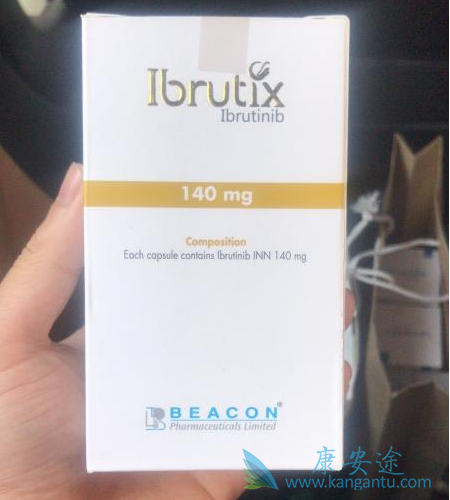 Ibrutix
Ibrutinib
140 mg
Composition
Each capsule contains Ibrutinib INN 140 mg
BEACON®
Pharmaceuticals Limited
康安途
www.kangantu.com